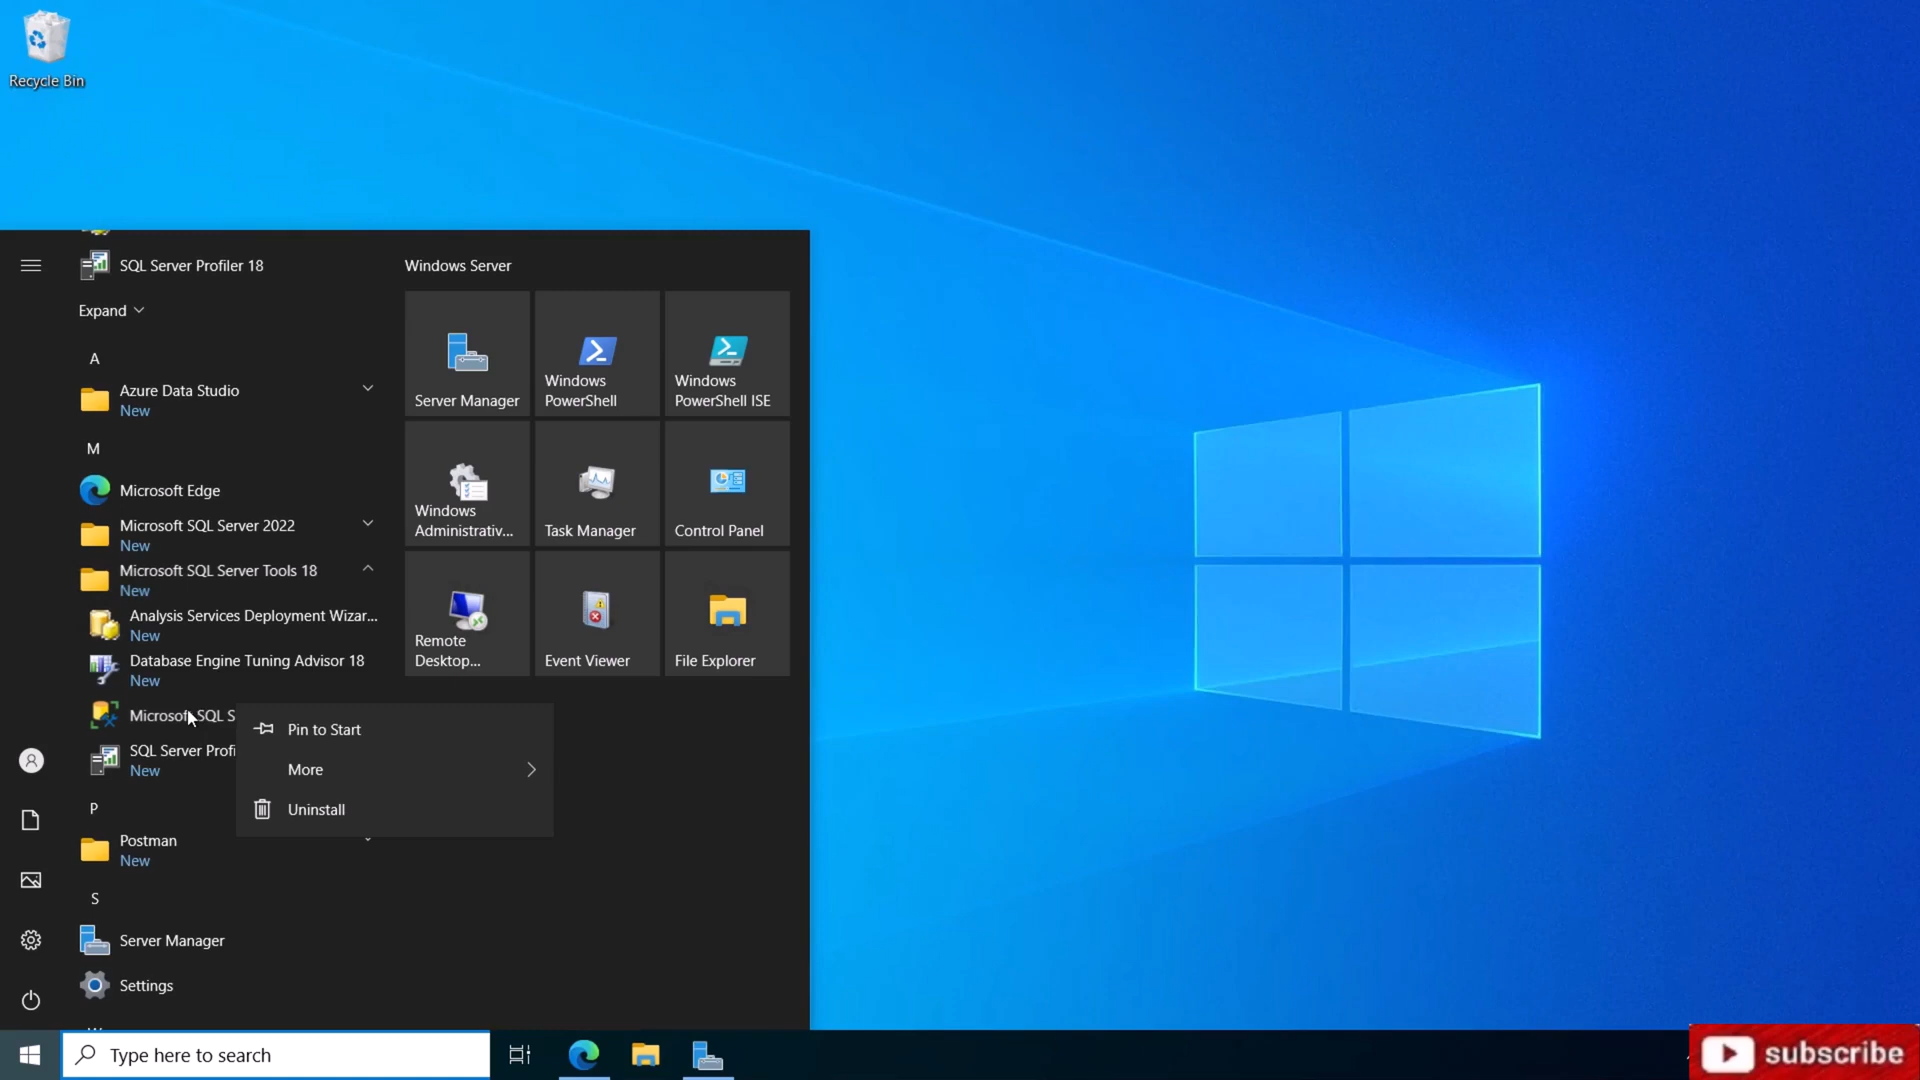 Recycle Bin
SQL Server Profiler 18
Expand
A
Azure Data Studio
New
M
Microsoft Edge
Microsoft SQL Server 2022
New
Microsoft SQL Server Tools 18
New
Analysis Services Deployment Wizar...
New
Database Engine Tuning Advisor 18
New
Microsoft SQL S
SQL Server Profi
New
P
Postman
New
S
Server Manager
Settings
Windows Server
Server Manager
Windows
PowerShell
Windows
PowerShell ISE
Windows
Administrativ...
Task Manager
Control Panel
Remote
Desktop...
Event Viewer
File Explorer
Pin to Start
More
Uninstall
Type here to search
subscribe